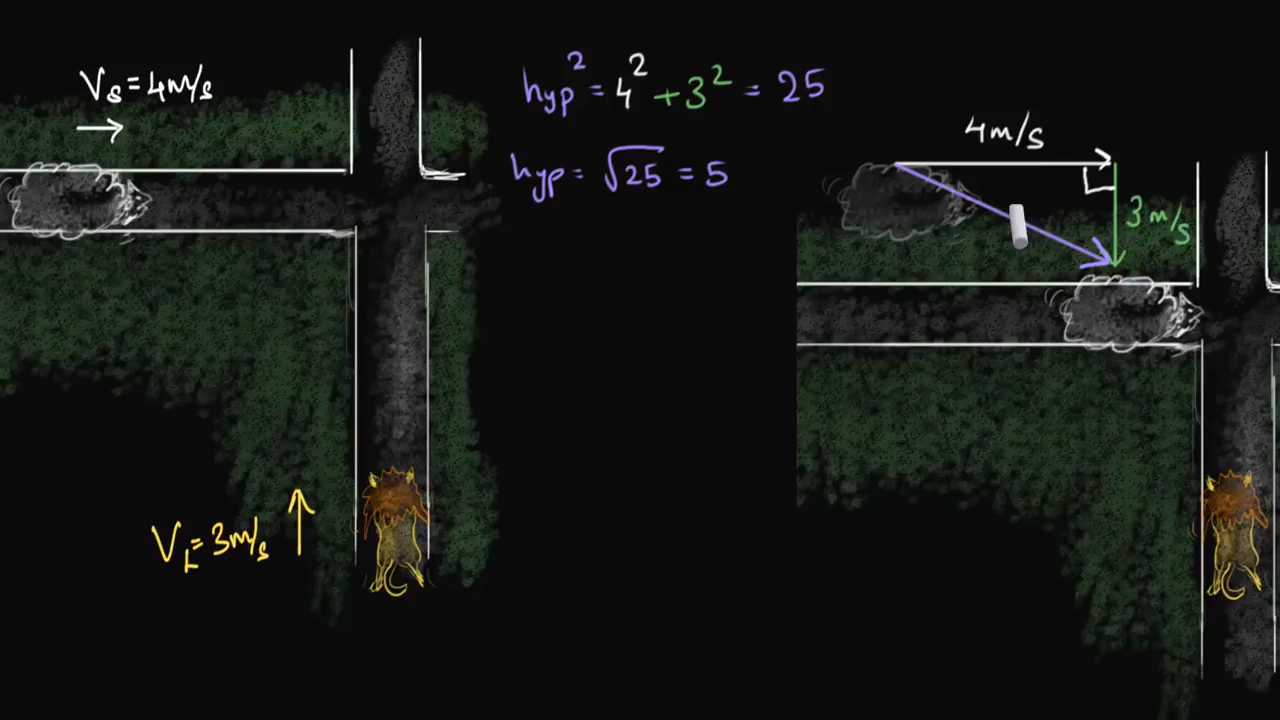 Vs = 4m/s
hyp² = 4² + 3² = 25
hyp = √25 = 5
4m/s
3m/s
VL = 3m/s